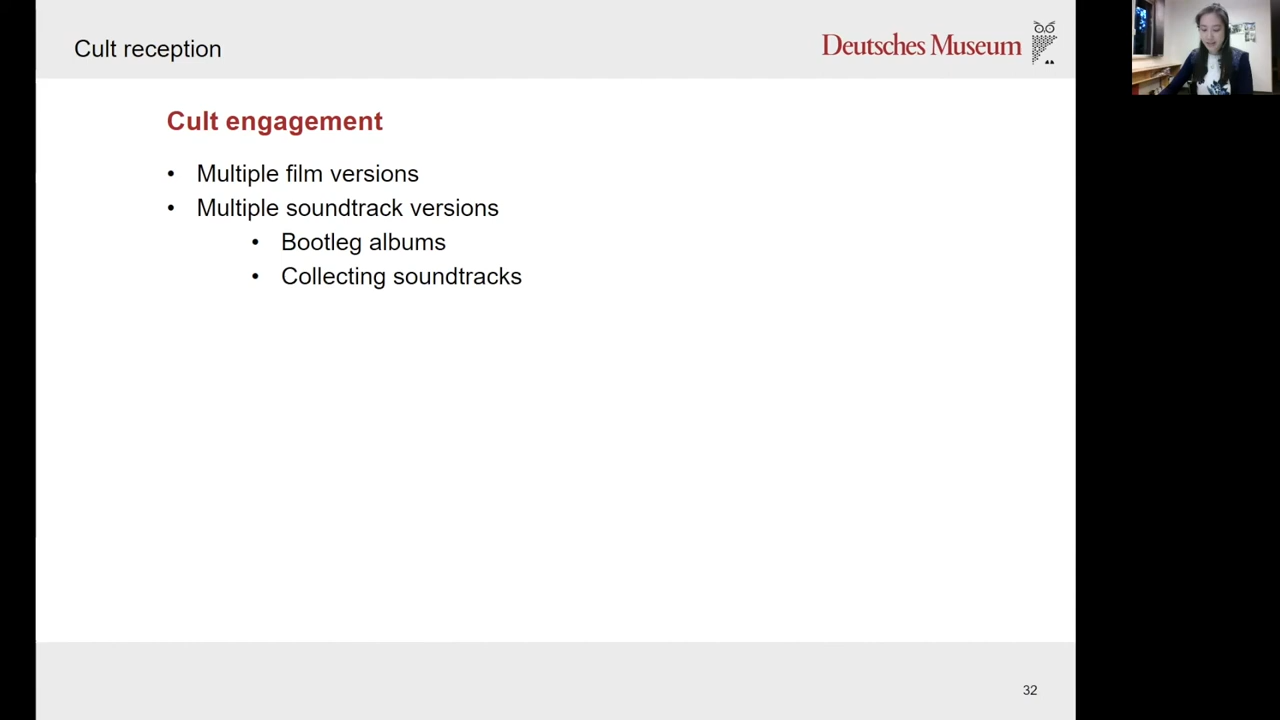 Cult reception
Deutsches Museum
Cult engagement
• Multiple film versions
• Multiple soundtrack versions
• Bootleg albums
• Collecting soundtracks
32